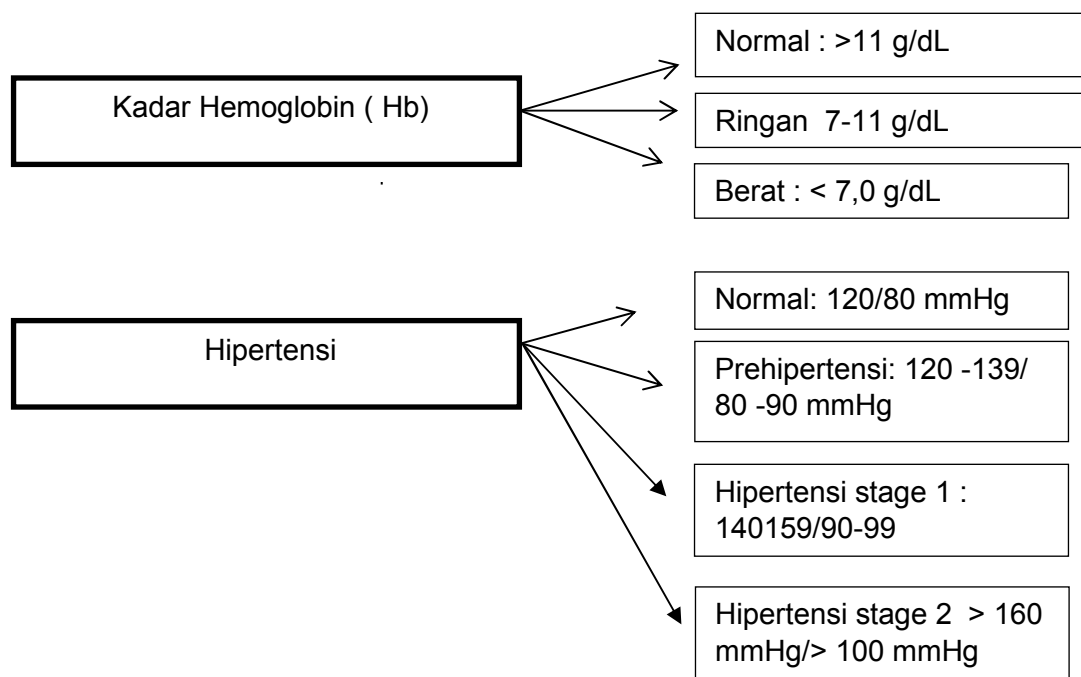 Kadar Hemoglobin ( Hb)
Normal : >11 g/dL
Ringan  7-11 g/dL
Berat : < 7,0 g/dL
Hipertensi
Normal: 120/80 mmHg
Prehipertensi: 120 -139/
80 -90 mmHg
Hipertensi stage 1 :
140159/90-99
Hipertensi stage 2  > 160
mmHg/> 100 mmHg